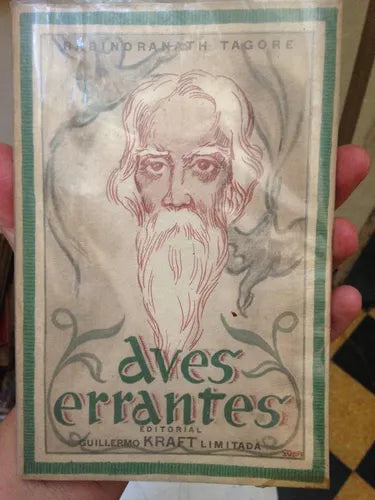 RABINDRANATH TAGORE
aves
errantes
EDITORIAL
GUILLERMO KRAFT LIMITADA